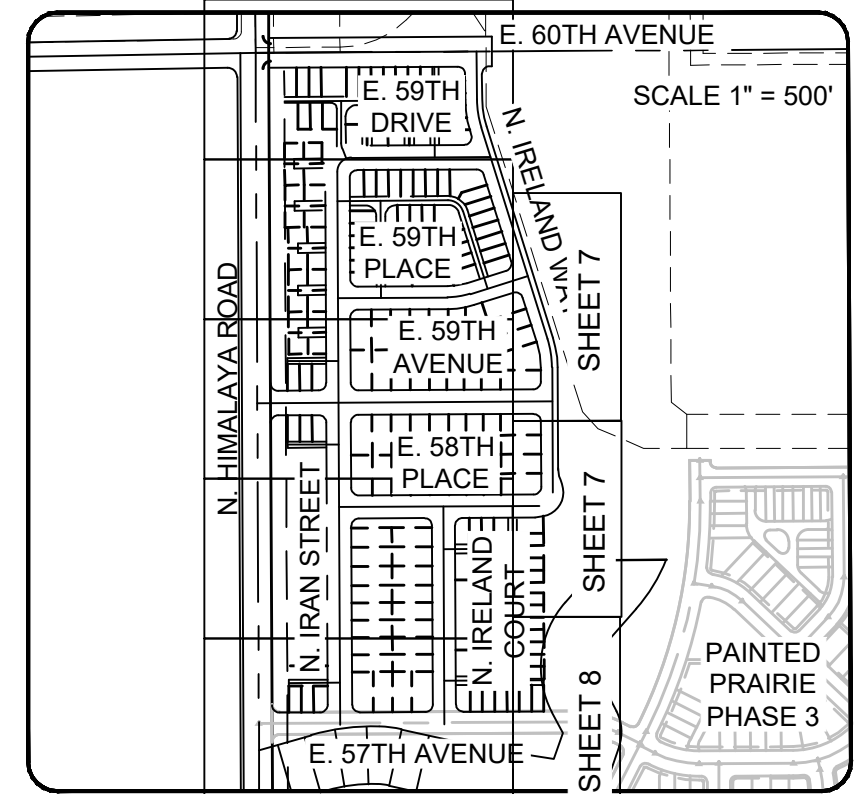 E. 60TH AVENUE
SCALE 1" = 500'
E. 59TH
DRIVE
N. IRELAND WAY
E. 59TH
PLACE
SHEET 7
N. HIMALAYA ROAD
E. 59TH
AVENUE
E. 58TH
PLACE
SHEET 7
N. IRAN STREET
N. IRELAND
COURT
PAINTED
PRAIRIE
PHASE 3
SHEET 8
E. 57TH AVENUE